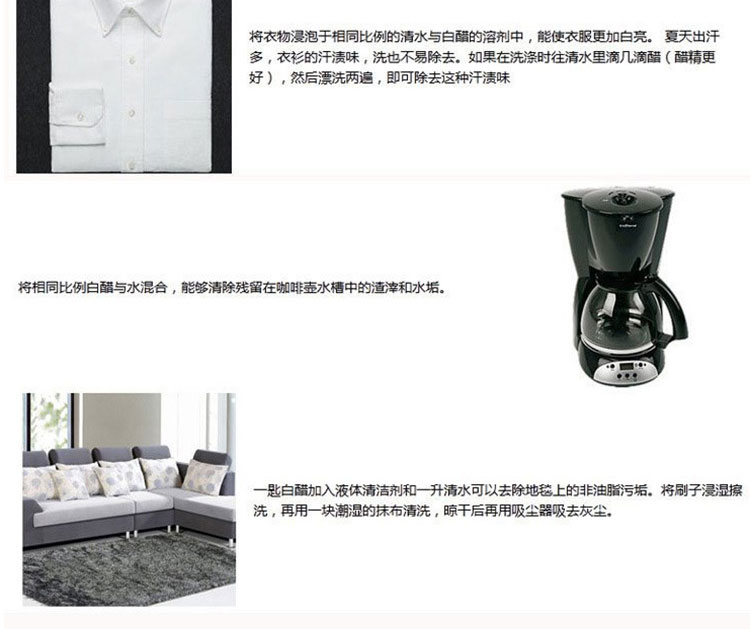 将衣物浸泡于相同比例的清水与白醋的溶剂中，能使衣服更加白亮。 夏天出汗
多，衣衫的汗渍味，洗也不易除去。如果在洗涤时往清水里滴几滴醋（醋精更
好），然后漂洗两遍，即可除去这种汗渍味
将相同比例白醋与水混合，能够清除残留在咖啡壶水槽中的渣滓和水垢。
一匙白醋加入液体清洁剂和一升清水可以去除地毯上的非油脂污垢。将刷子浸湿擦
洗，再用一块潮湿的抹布清洗，晾干后再用吸尘器吸去灰尘。